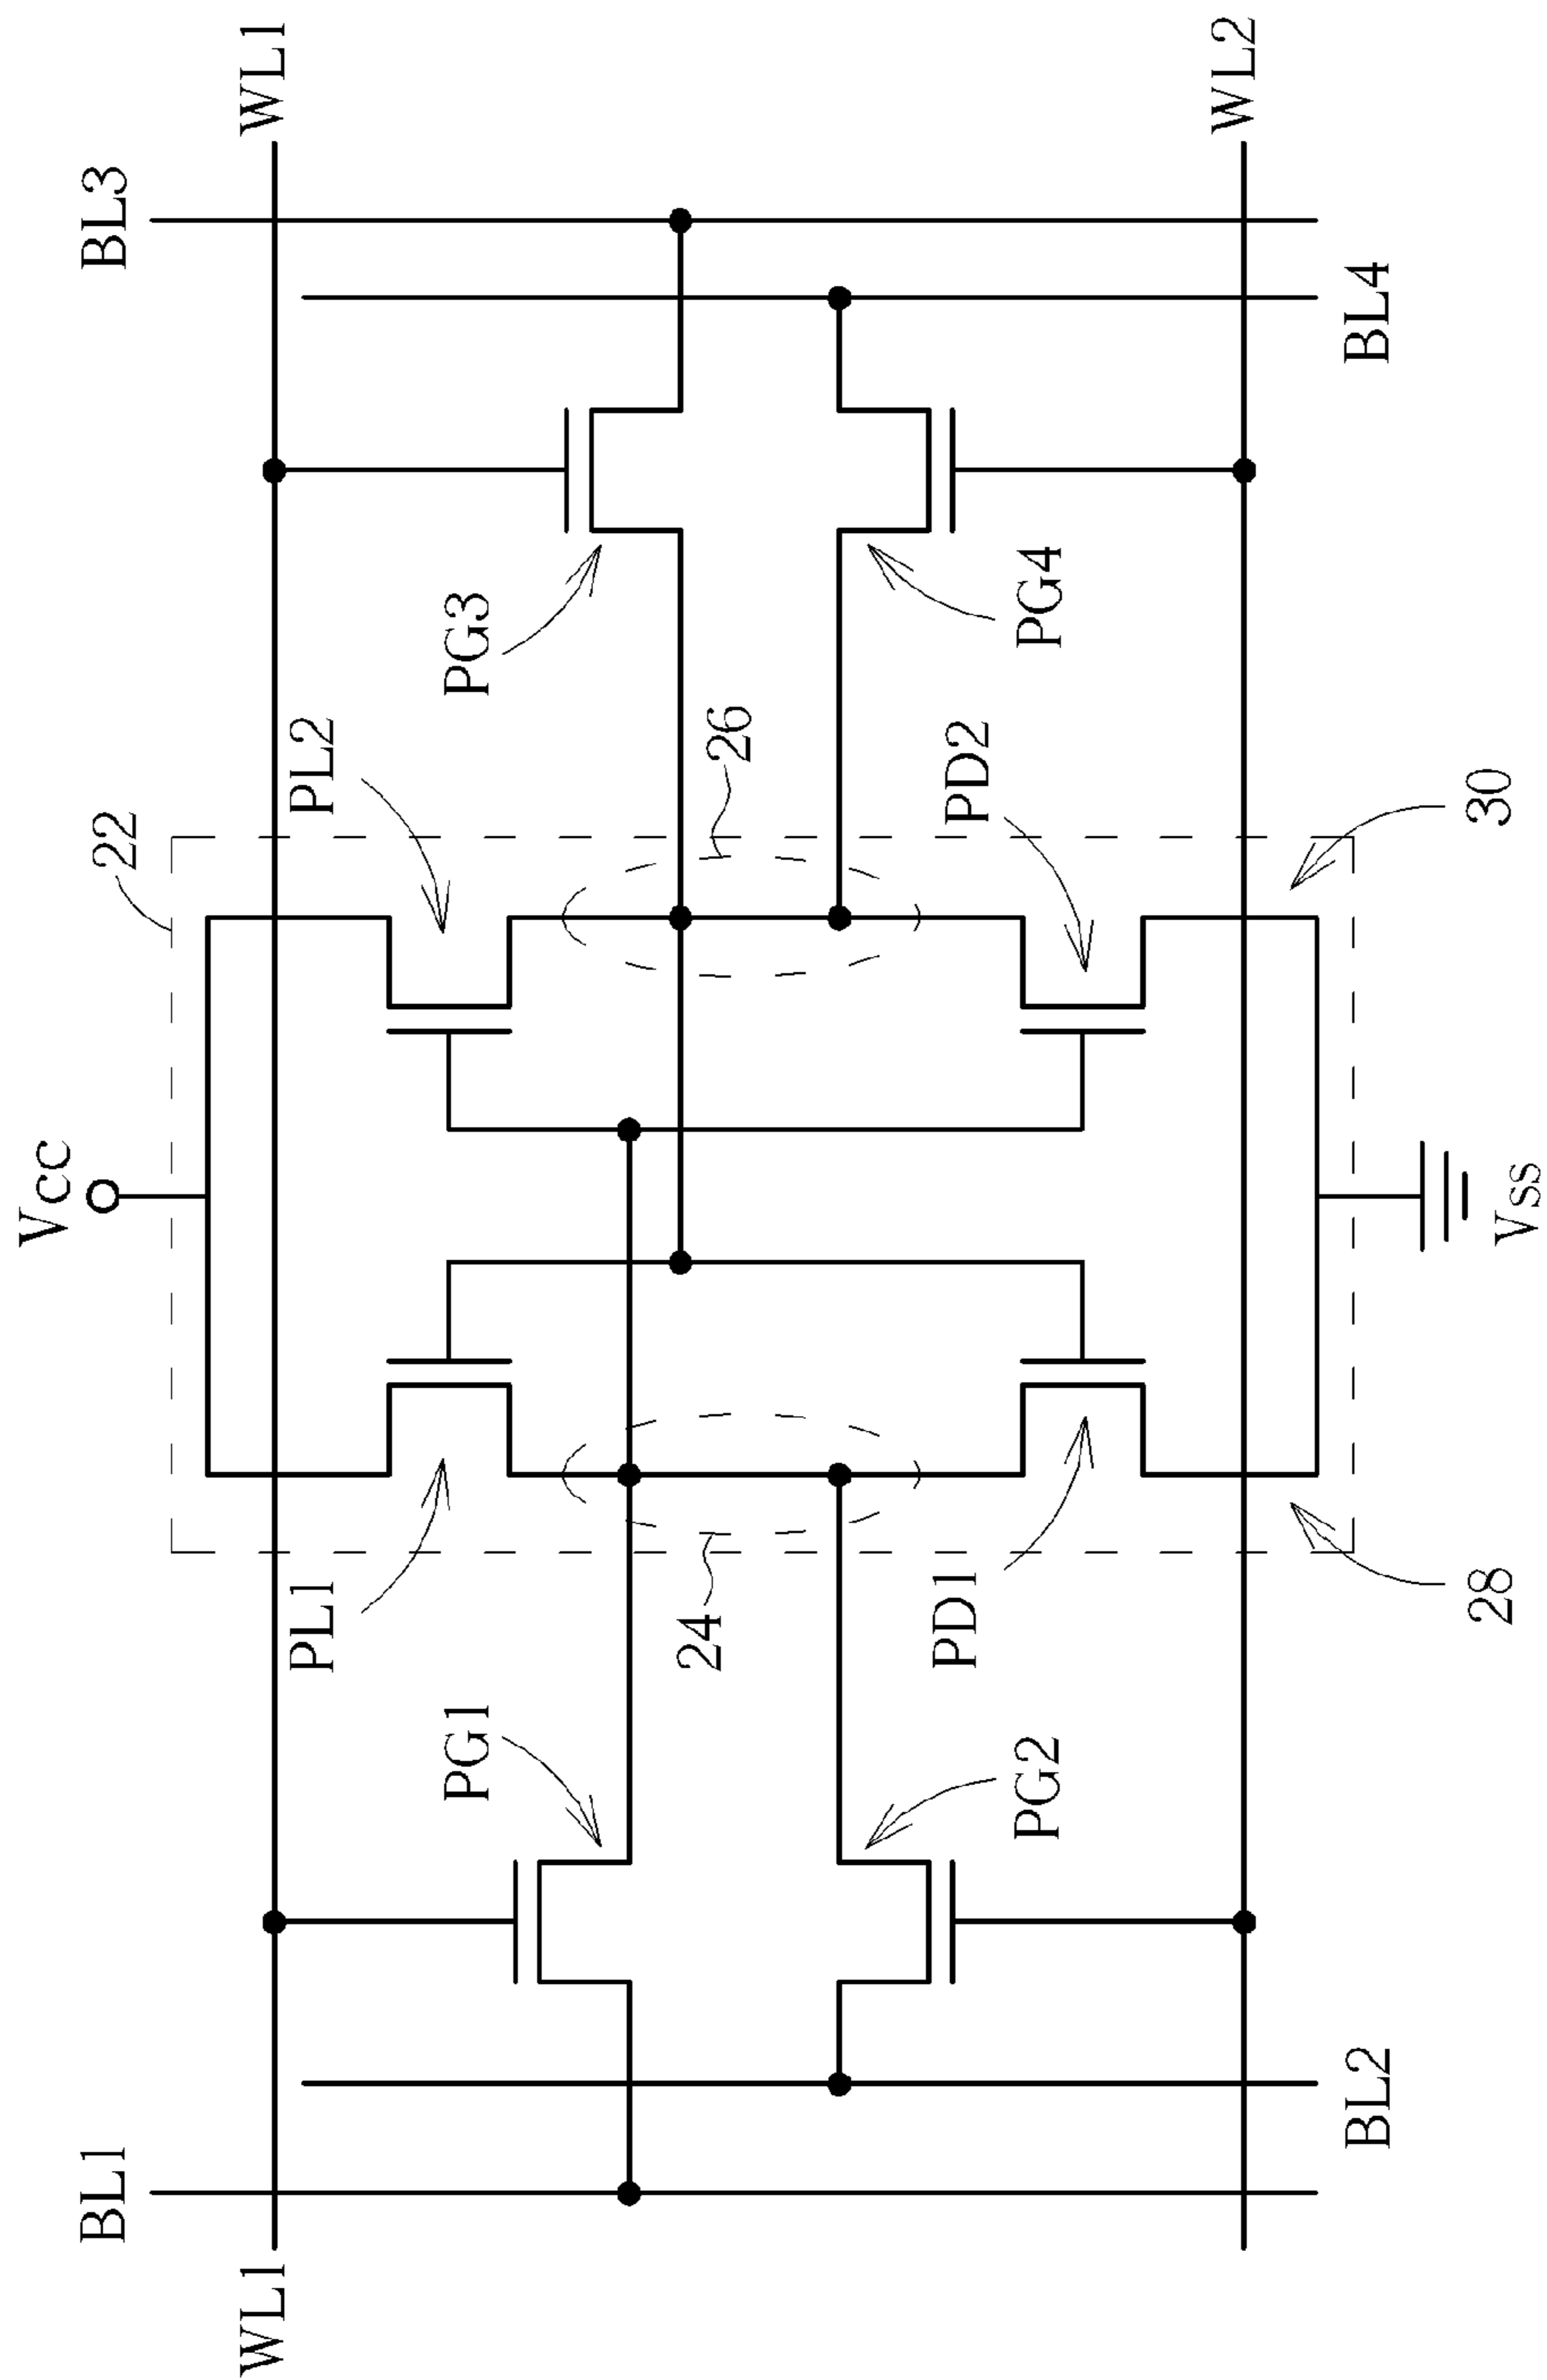 Vcc
22
BL1
BL3
WL1
WL1
PL1
PL2
PG1
PG3
24
26
PD1
PD2
PG2
PG4
WL2
BL2
BL4
28
30
Vss